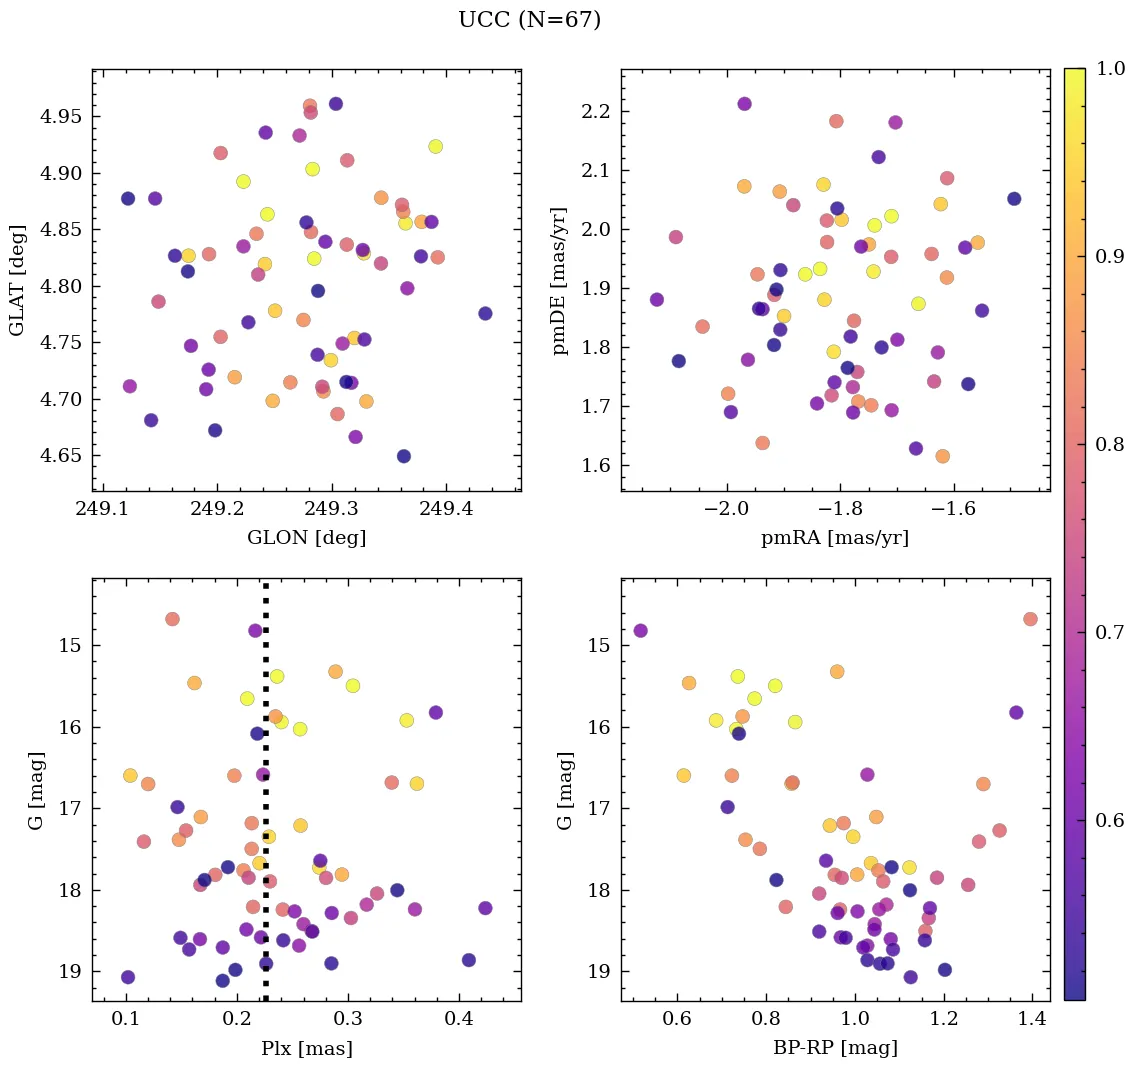 UCC (N=67)
4.95
4.90
4.85
4.80
4.75
4.70
4.65
GLAT [deg]
249.1 249.2 249.3 249.4
GLON [deg]
2.2
2.1
2.0
1.9
1.8
1.7
1.6
pmDE [mas/yr]
−2.0 −1.8 −1.6
pmRA [mas/yr]
15
16
17
18
19
G [mag]
0.1 0.2 0.3 0.4
Plx [mas]
15
16
17
18
19
G [mag]
0.6 0.8 1.0 1.2 1.4
BP-RP [mag]
1.0
0.9
0.8
0.7
0.6